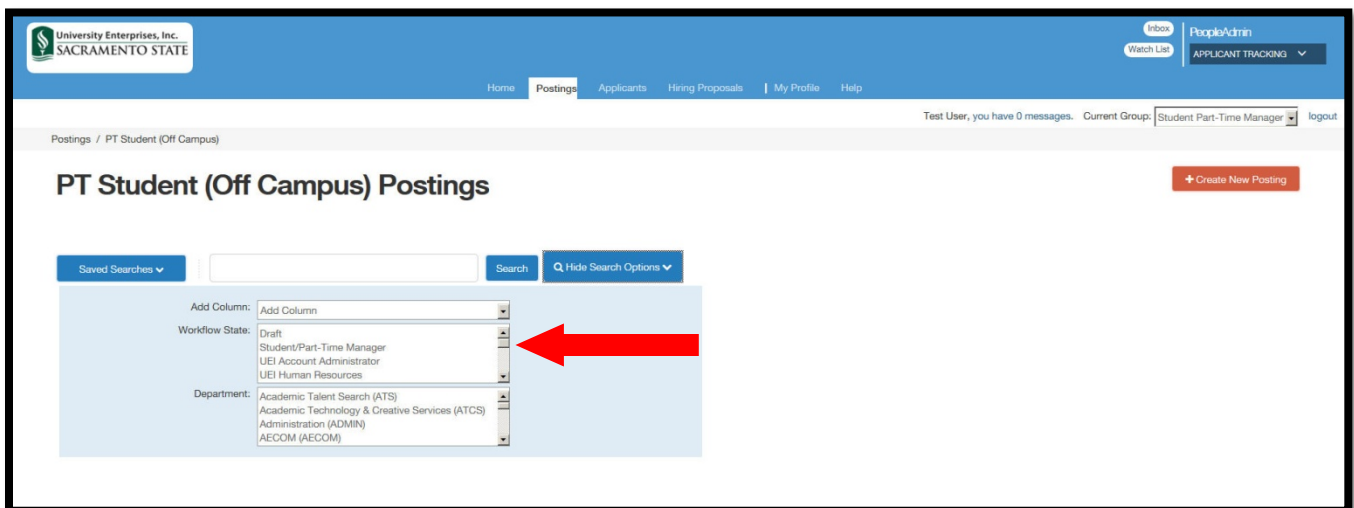 University Enterprises, Inc.
SACRAMENTO STATE
Inbox
Watch List
PeopleAdmin
APPLICANT TRACKING
Home Postings Applicants Hiring Proposals | My Profile Help
Test User, you have 0 messages. Current Group: Student Part-Time Manager logout
Postings / PT Student (Off Campus)
PT Student (Off Campus) Postings
+ Create New Posting
Saved Searches Search Hide Search Options
Add Column: Add Column
Workflow State: Draft
Student/Part-Time Manager
UEI Account Administrator
UEI Human Resources
Department: Academic Talent Search (ATS)
Academic Technology & Creative Services (ATCS)
Administration (ADMIN)
AECOM (AECOM)